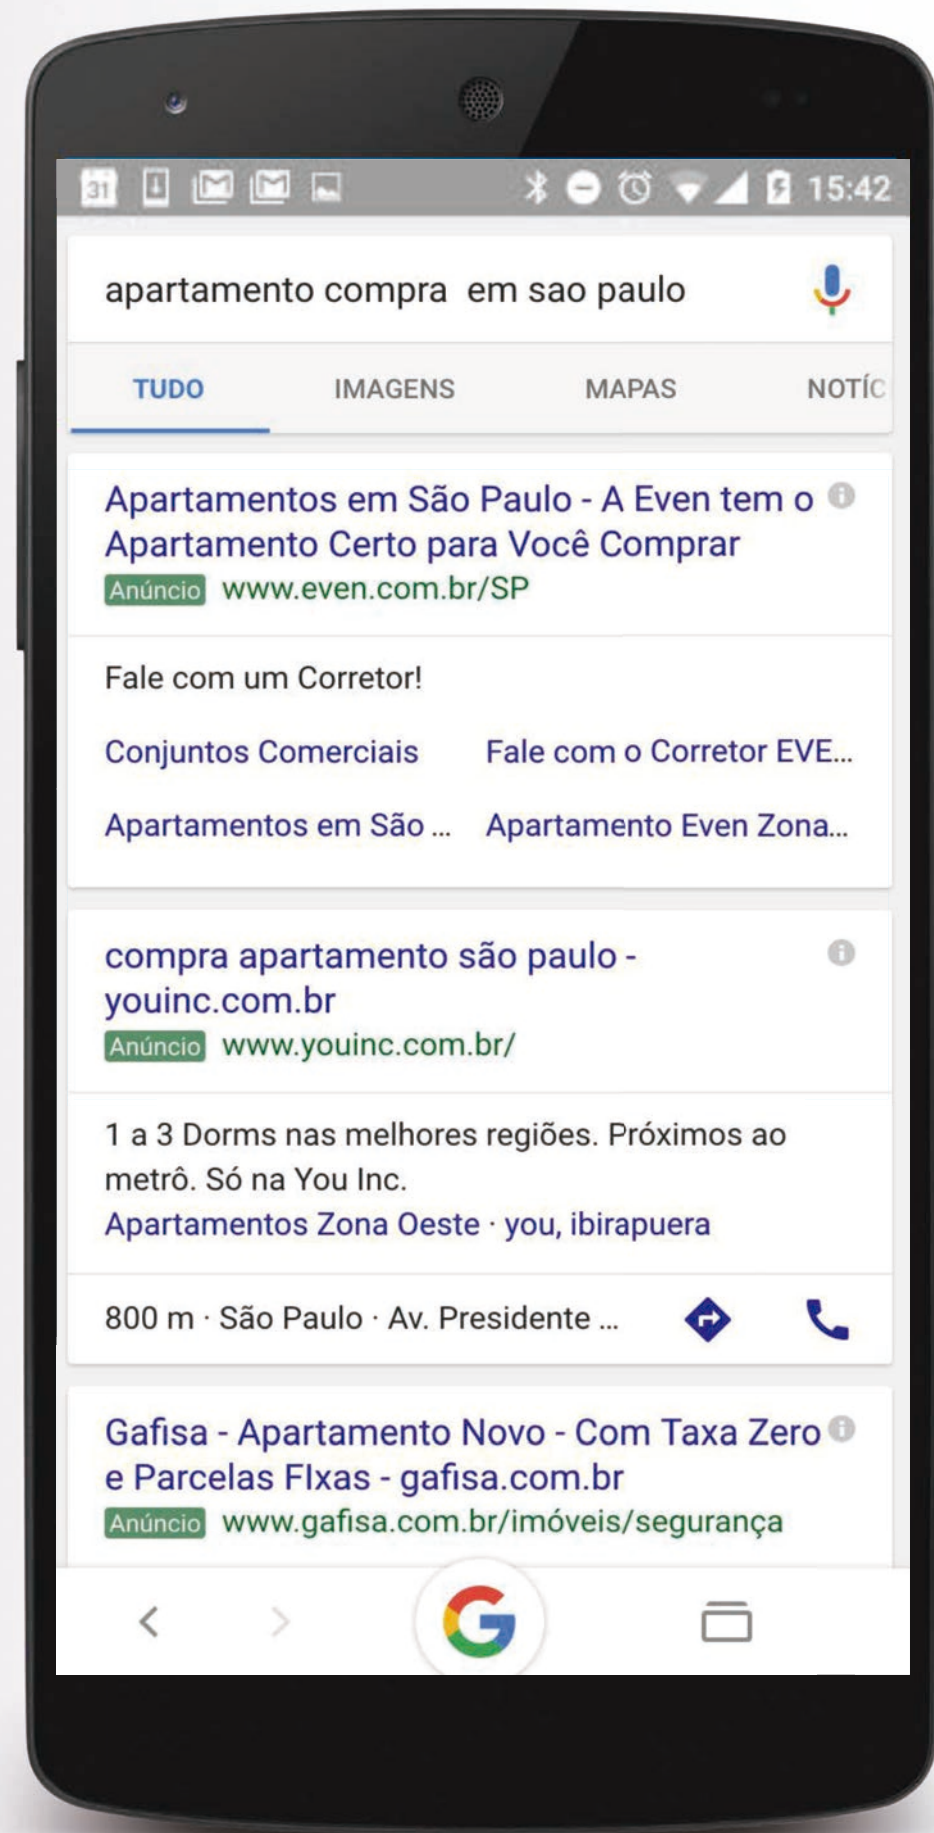 31
15:42
apartamento compra  em sao paulo
TUDO IMAGENS MAPAS NOTÍC
Apartamentos em São Paulo - A Even tem o
Apartamento Certo para Você Comprar
Anúncio www.even.com.br/SP
Fale com um Corretor!
Conjuntos Comerciais Fale com o Corretor EVE...
Apartamentos em São ... Apartamento Even Zona...
compra apartamento são paulo -
youinc.com.br
Anúncio www.youinc.com.br/
1 a 3 Dorms nas melhores regiões. Próximos ao
metrô. Só na You Inc.
Apartamentos Zona Oeste · you, ibirapuera
800 m · São Paulo · Av. Presidente ...
Gafisa - Apartamento Novo - Com Taxa Zero
e Parcelas FIxas - gafisa.com.br
Anúncio www.gafisa.com.br/imóveis/segurança
G